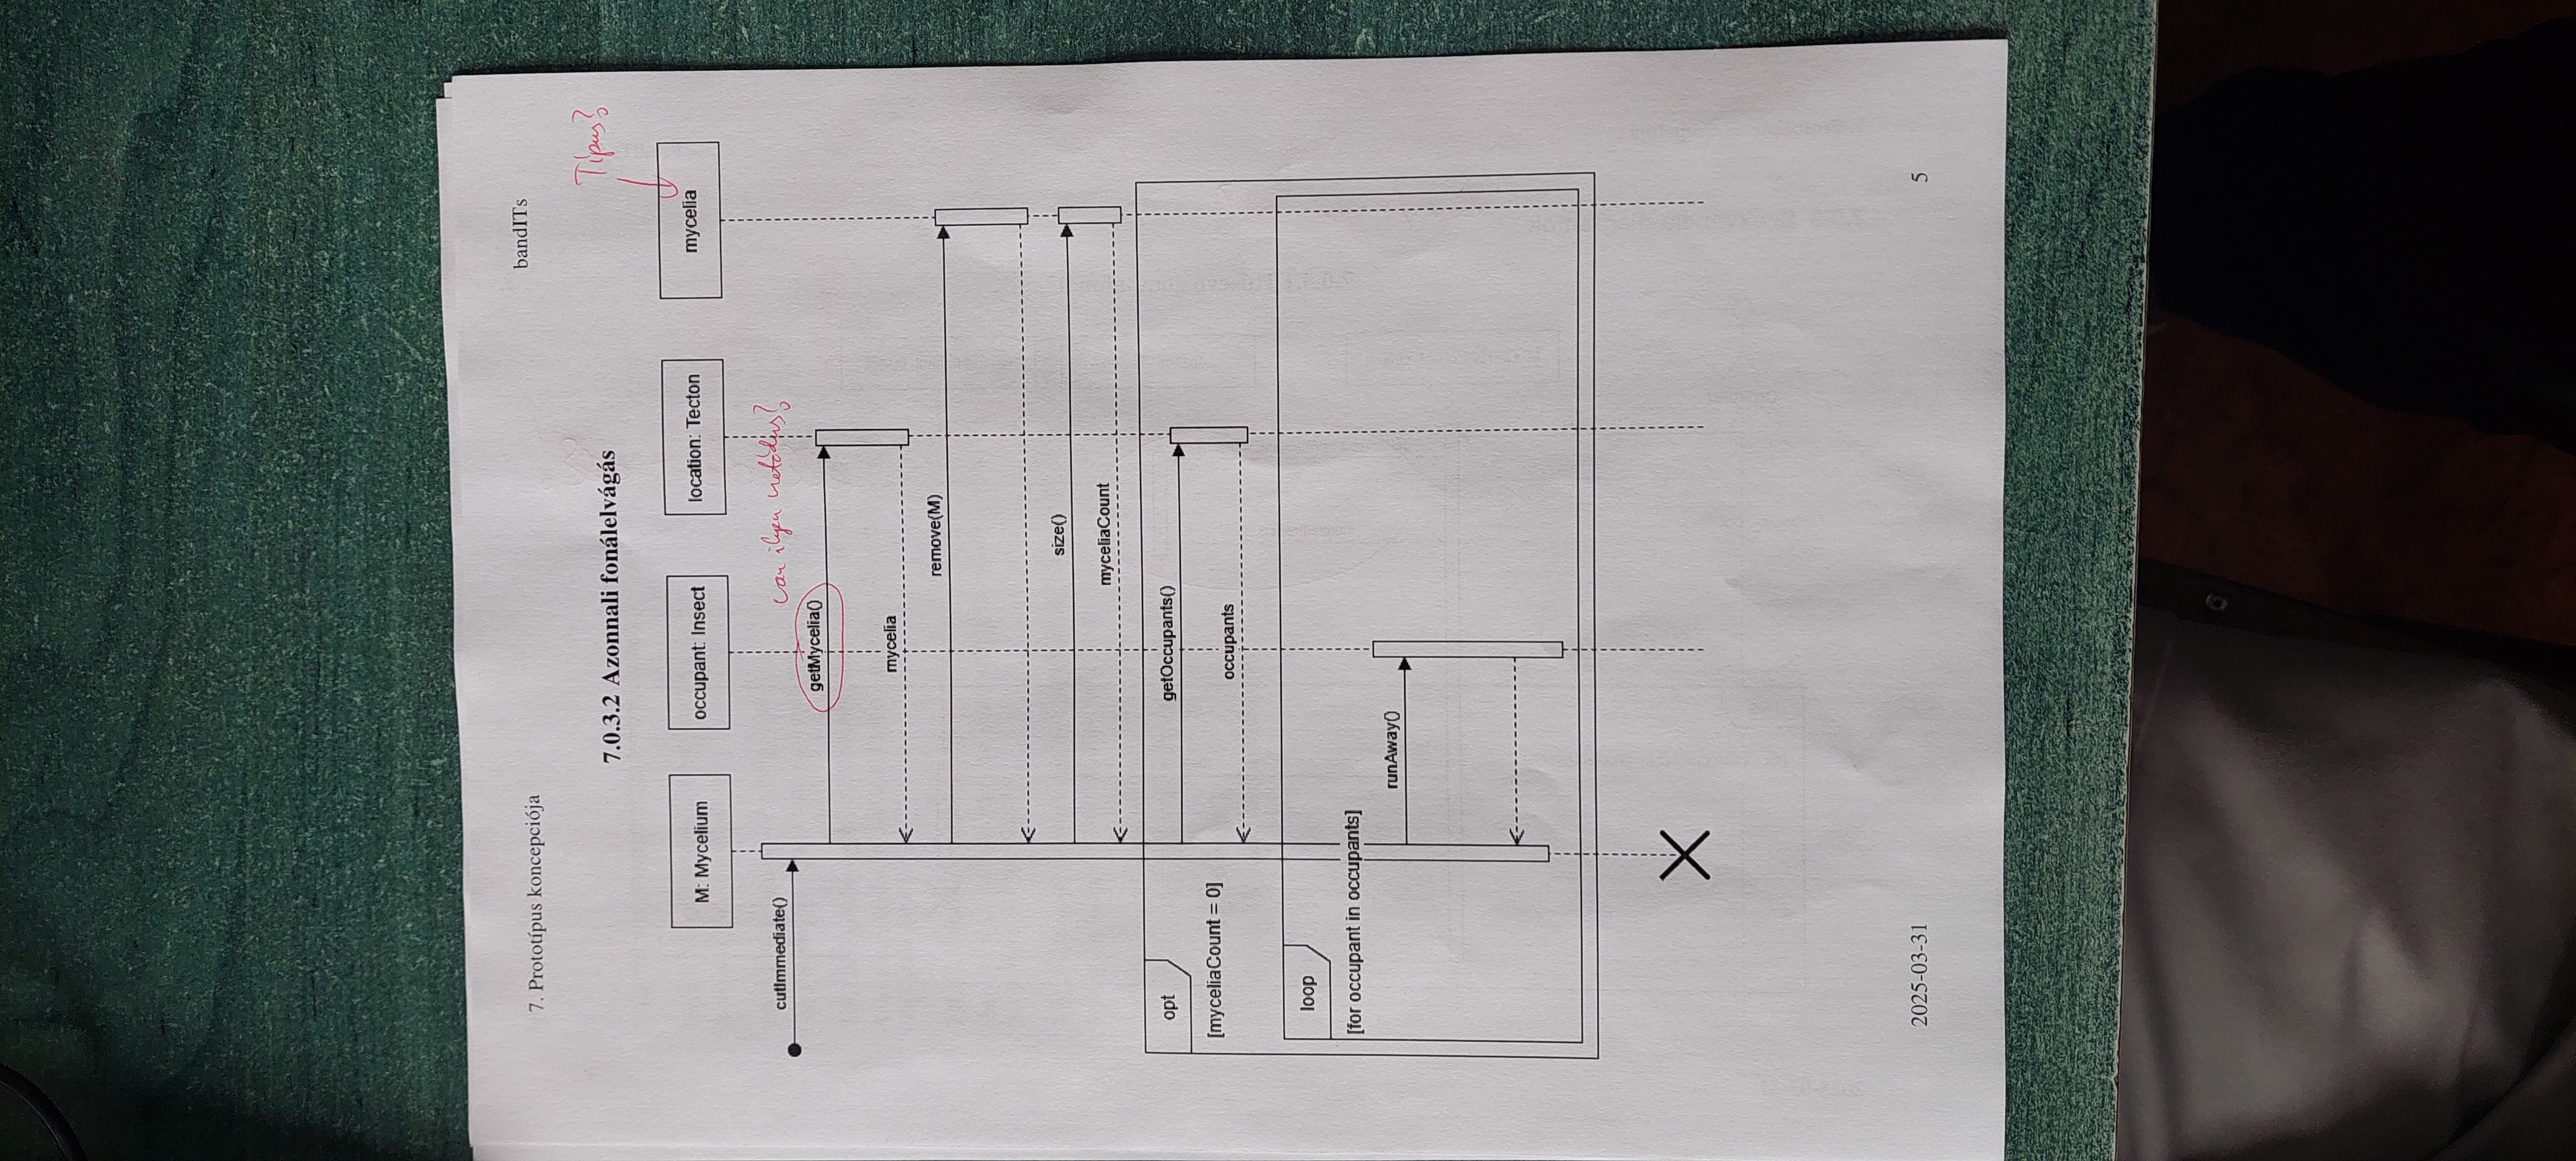 7. Prototípus koncepciója
bandITs
Típus?
7.0.3.2 Azonnali fonálelvágás
M: Mycelium
occupant: Insect
location: Tecton
mycelia
van ilyen metódus?
cutImmediate()
getMycelia()
mycelia
remove(M)
size()
myceliaCount
opt
getOccupants()
[myceliaCount = 0]
occupants
loop
[for occupant in occupants]
runAway()
2025-03-31
5